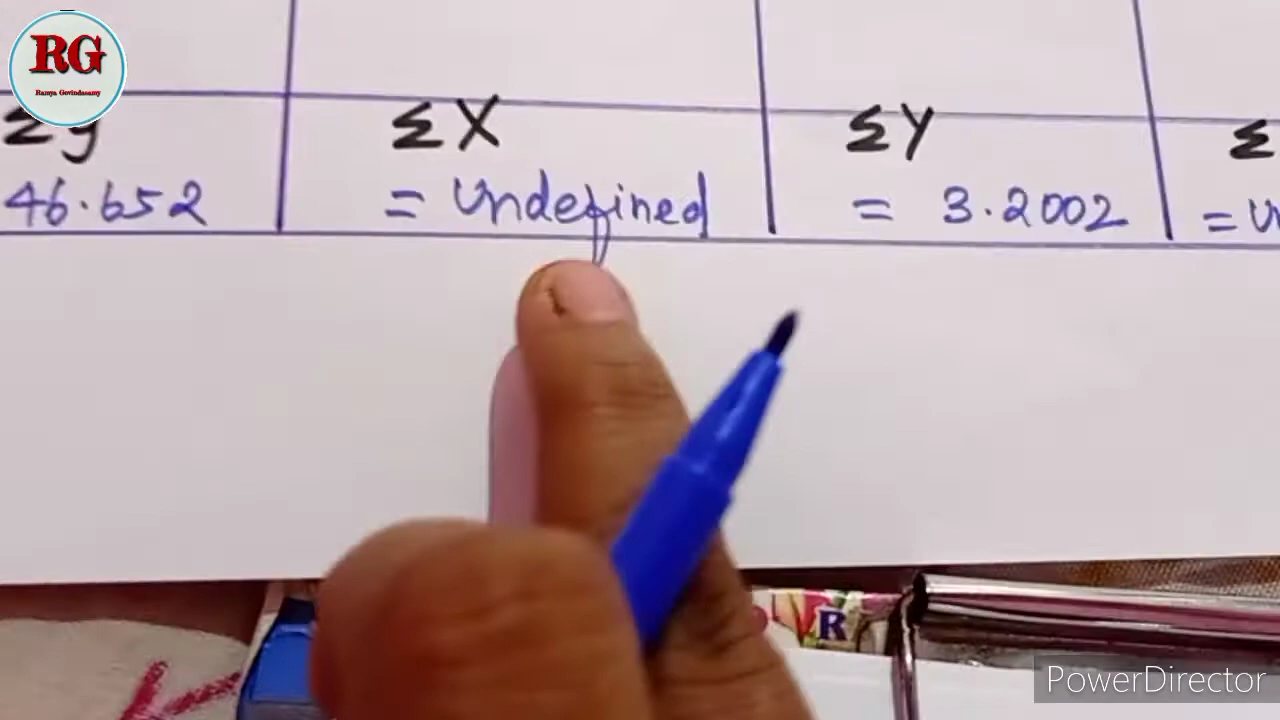 RG
Ramya Govindasamy
Σy ΣX ΣY Σ
46.652 = Undefined = 3.2002 = U
R
PowerDirector